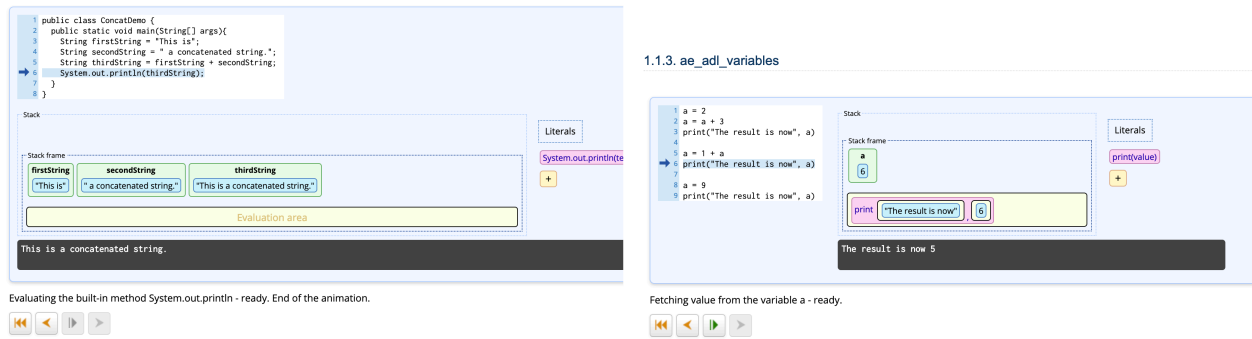 1 public class ConcatDemo {
2 public static void main(String[] args){
3 String firstString = "This is";
4 String secondString = " a concatenated string.";
5 String thirdString = firstString + secondString;
6 System.out.println(thirdString);
7 }
8 }
Stack
Stack frame
firstString secondString thirdString
"This is" " a concatenated string." "This is a concatenated string."
Evaluation area
Literals
System.out.println(te
+
This is a concatenated string.
Evaluating the built-in method System.out.println - ready. End of the animation.
1.1.3. ae_adl_variables
1 a = 2
2 a = a + 3
3 print("The result is now", a)
4
5 a = 1 + a
6 print("The result is now", a)
7
8 a = 9
9 print("The result is now", a)
Stack
Stack frame
a
6
print "The result is now" , 6
Literals
print(value)
+
The result is now 5
Fetching value from the variable a - ready.